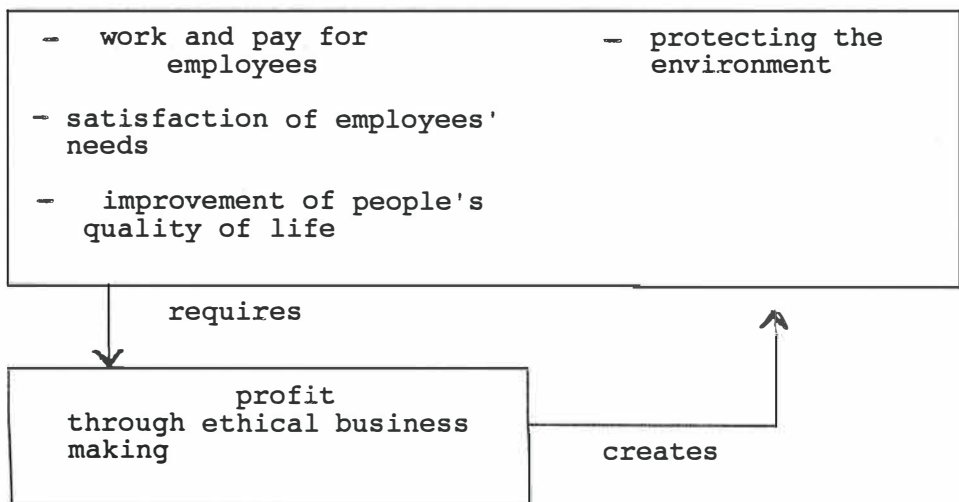 - work and pay for
employees
- satisfaction of employees'
needs
- improvement of people's
quality of life
- protecting the
environment
requires
profit
through ethical business
making
creates